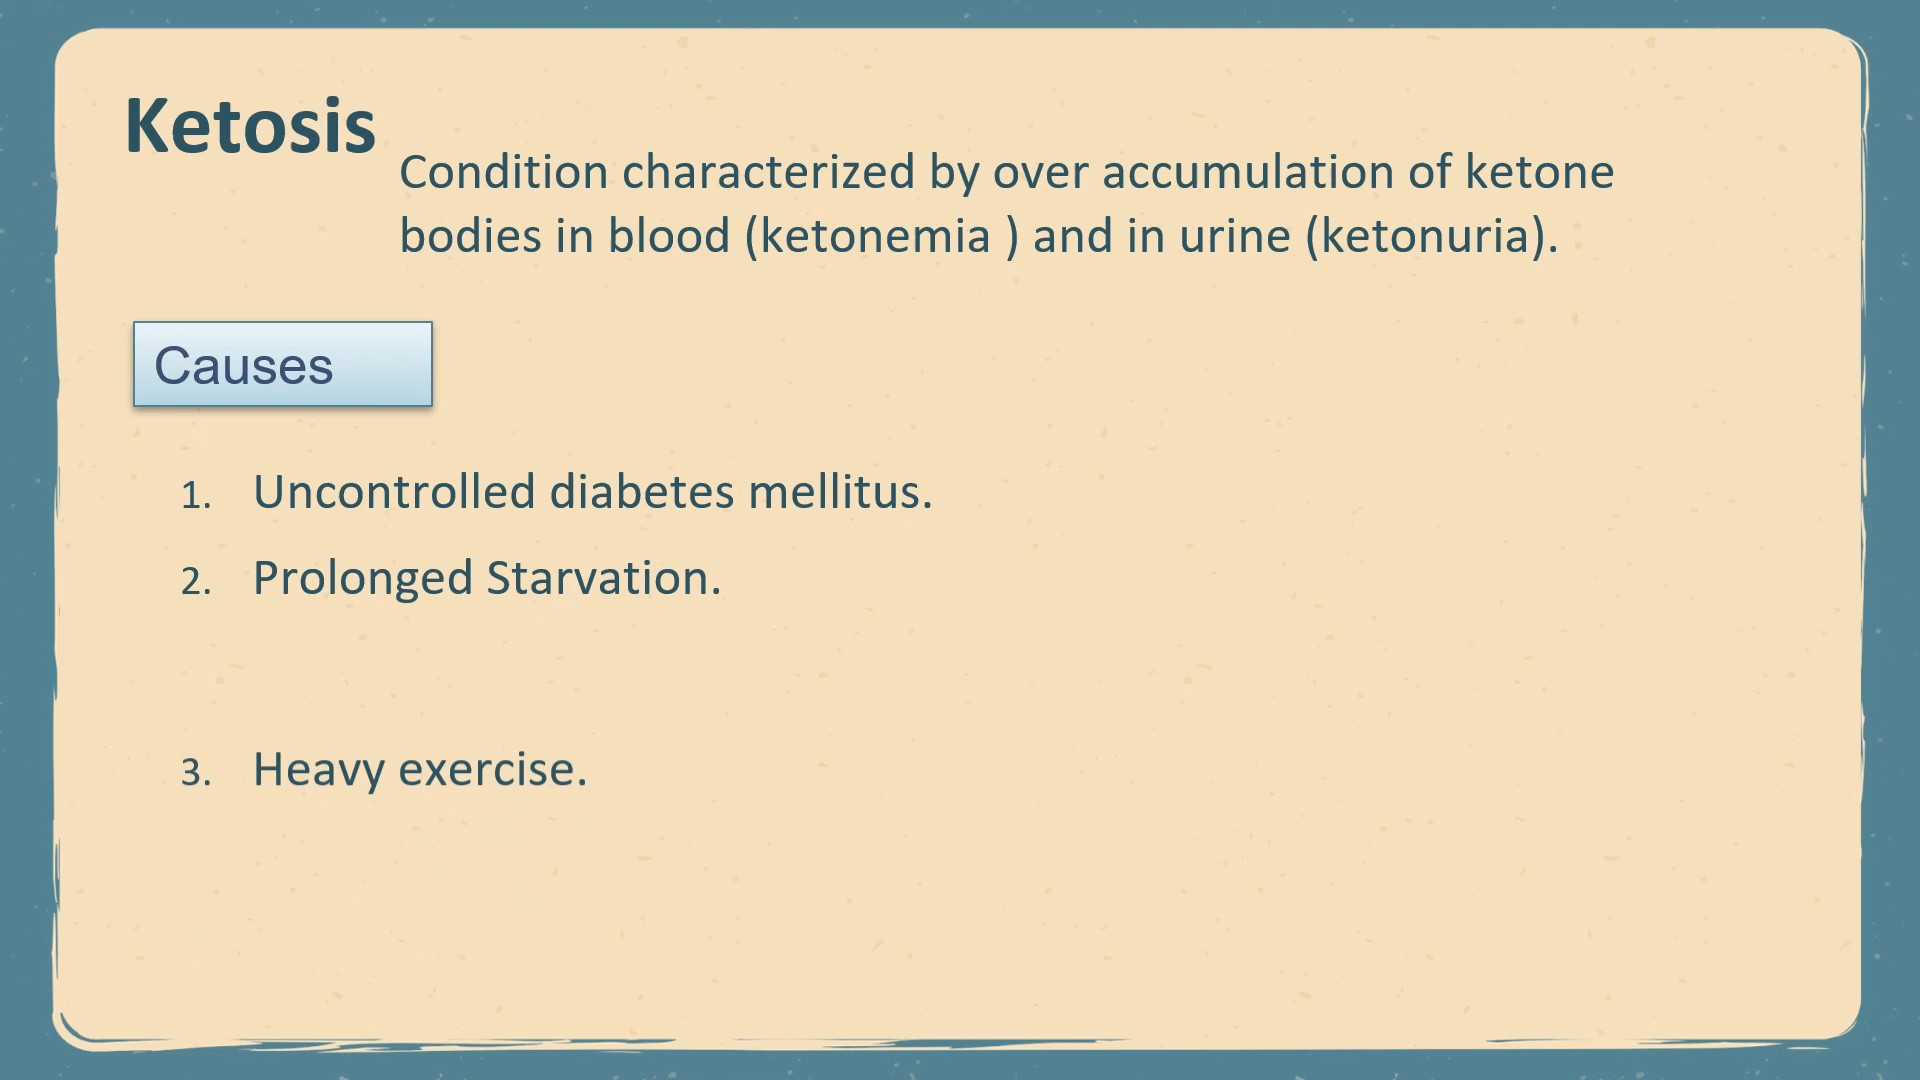 Ketosis
Condition characterized by over accumulation of ketone
bodies in blood (ketonemia ) and in urine (ketonuria).
Causes
1. Uncontrolled diabetes mellitus.
2. Prolonged Starvation.
3. Heavy exercise.